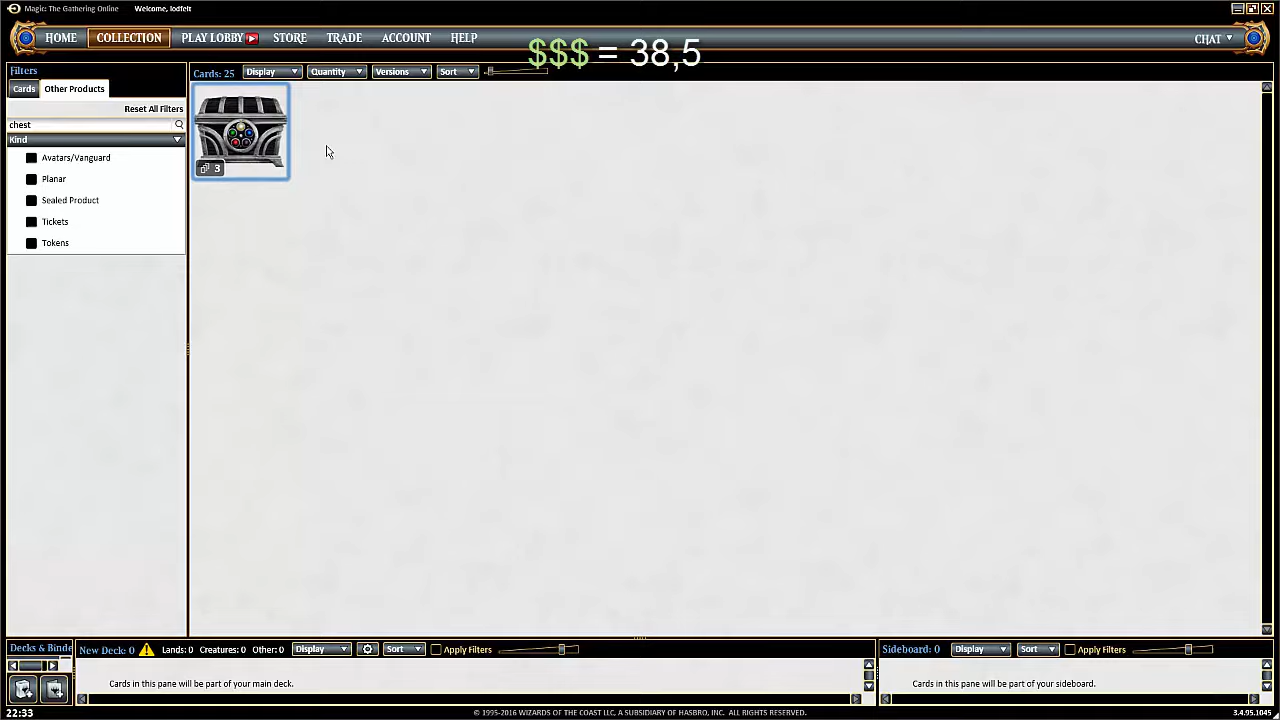 Magic: The Gathering Online Welcome, lodfelt
HOME COLLECTION PLAY LOBBY STORE TRADE ACCOUNT HELP CHAT
$$$ = 38,5
Filters
Cards: 25 Display Quantity Versions Sort
Cards Other Products
Reset All Filters
chest
Kind
Avatars/Vanguard
Planar
Sealed Product
Tickets
Tokens
3
Decks & Binde
New Deck: 0 Lands: 0 Creatures: 0 Other: 0 Display Sort Apply Filters
Sideboard: 0 Display Sort Apply Filters
Cards in this pane will be part of your main deck.
Cards in this pane will be part of your sideboard.
22:33
© 1995-2016 WIZARDS OF THE COAST LLC, A SUBSIDIARY OF HASBRO, INC. ALL RIGHTS RESERVED.
3.4.95.1045